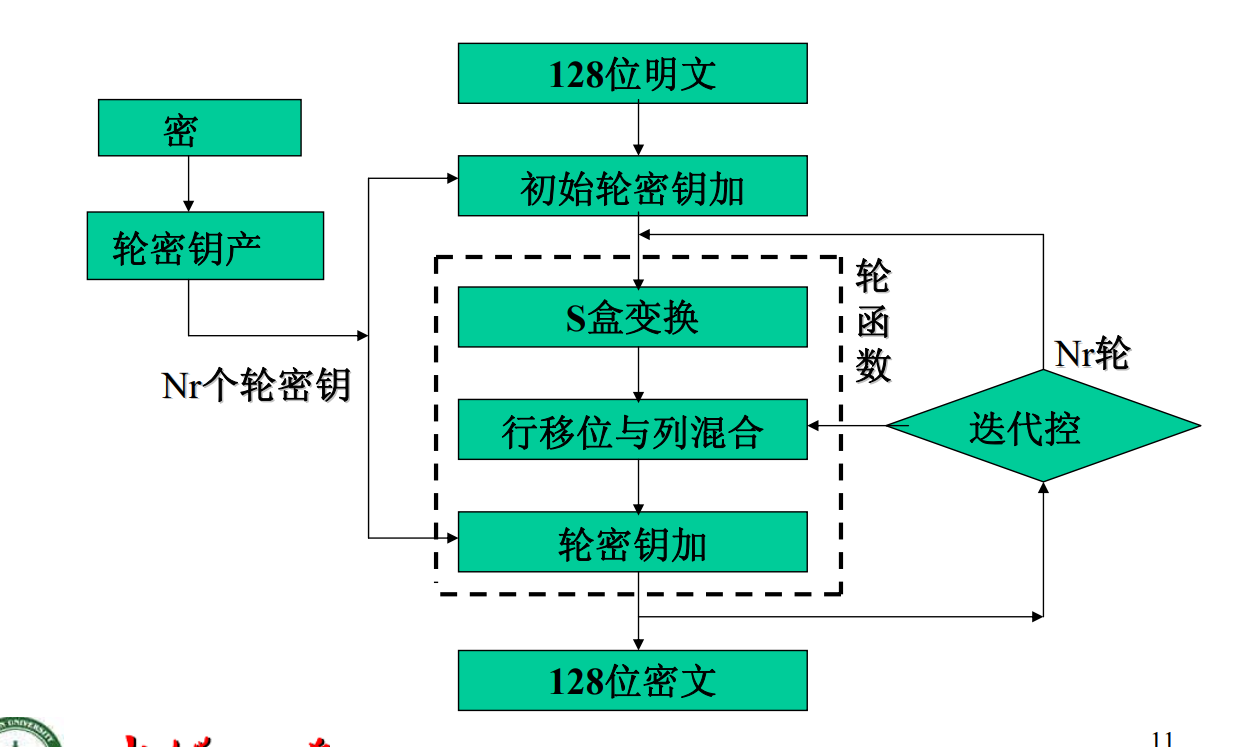 128位明文
密
初始轮密钥加
轮密钥产
轮函数
S盒变换
Nr轮
Nr个轮密钥
行移位与列混合
迭代控
轮密钥加
128位密文
11